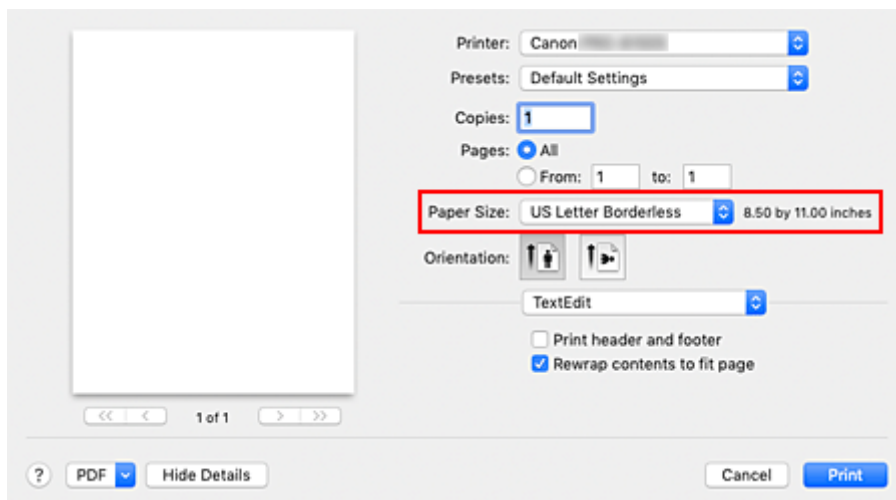 Printer: Canon
Presets: Default Settings
Copies: 1
Pages: All
From: 1 to: 1
Paper Size: US Letter Borderless 8.50 by 11.00 inches
Orientation:
TextEdit
Print header and footer
Rewrap contents to fit page
<< < 1 of 1 > >>
? PDF Hide Details Cancel Print